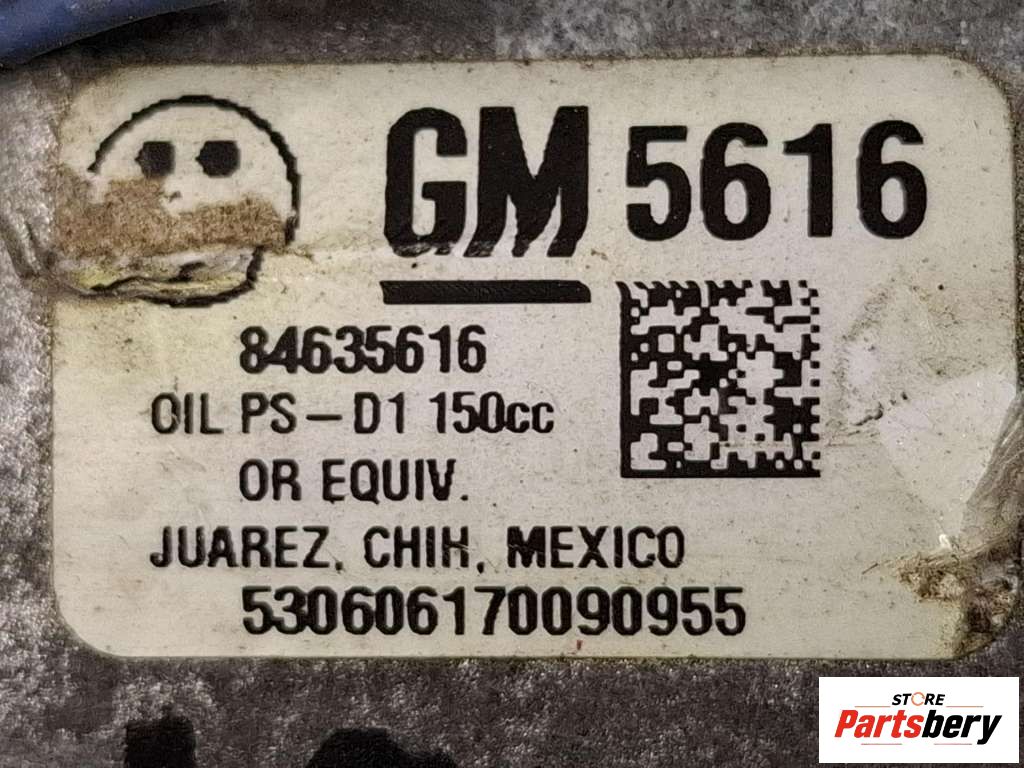 GM 5616
84635616
OIL PS-D1 150cc
OR EQUIV.
JUAREZ, CHIH, MEXICO
530606170090955
STORE
Partsbery